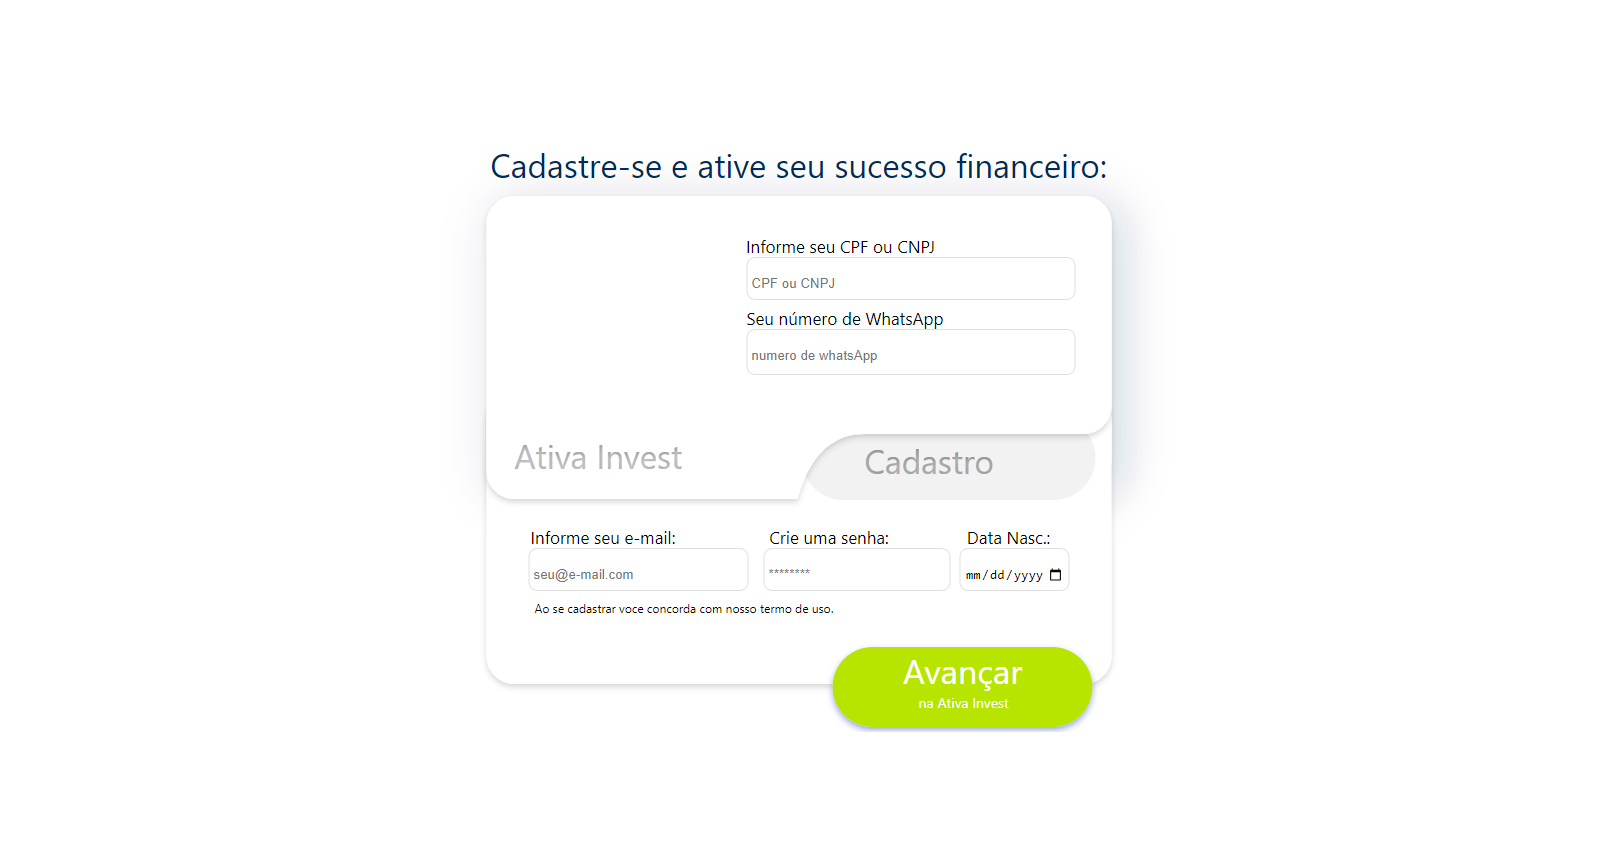 Cadastre-se e ative seu sucesso financeiro:
Informe seu CPF ou CNPJ
CPF ou CNPJ
Seu número de WhatsApp
numero de whatsApp
Ativa Invest
Cadastro
Informe seu e-mail: Crie uma senha: Data Nasc.:
seu@e-mail.com ******** mm/dd/yyyy
Ao se cadastrar voce concorda com nosso termo de uso.
Avançar
na Ativa Invest